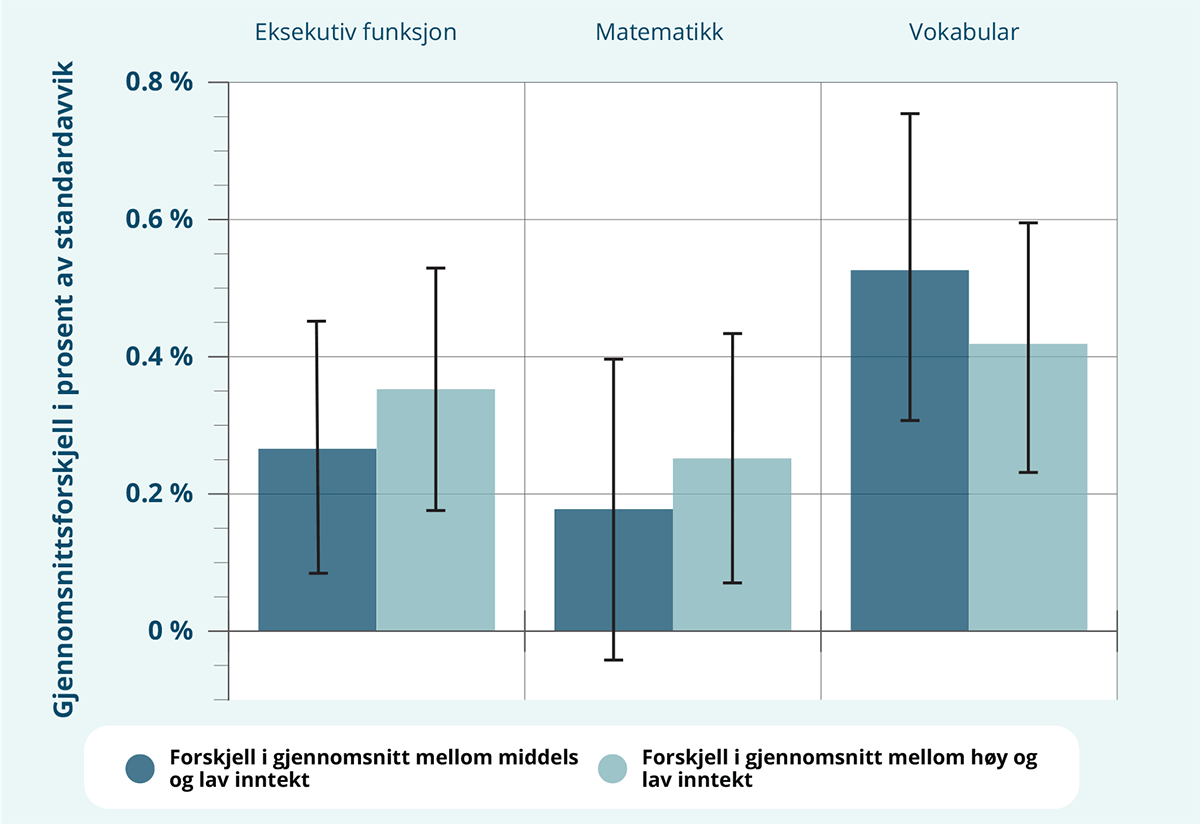 Eksekutiv funksjon
Matematikk
Vokabular
Gjennomsnittsforskjell i prosent av standardavvik
0.8 %
0.6 %
0.4 %
0.2 %
0 %
Forskjell i gjennomsnitt mellom middels
og lav inntekt
Forskjell i gjennomsnitt mellom høy og
lav inntekt